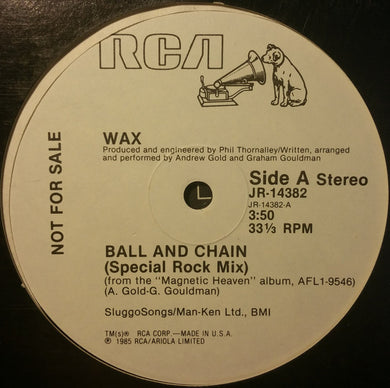 RCA
NOT FOR SALE
WAX
Produced and engineered by Phil Thornalley/Written, arranged
and performed by Andrew Gold and Graham Gouldman
Side A Stereo
JR-14382
JR-14382-A
3:50
33⅓ RPM
BALL AND CHAIN
(Special Rock Mix)
(from the "Magnetic Heaven" album, AFL1-9546)
(A. Gold-G. Gouldman)
SluggoSongs/Man-Ken Ltd., BMI
TM(s)® RCA CORP.—MADE IN U.S.A.
℗ 1985 RCA/ARIOLA LIMITED